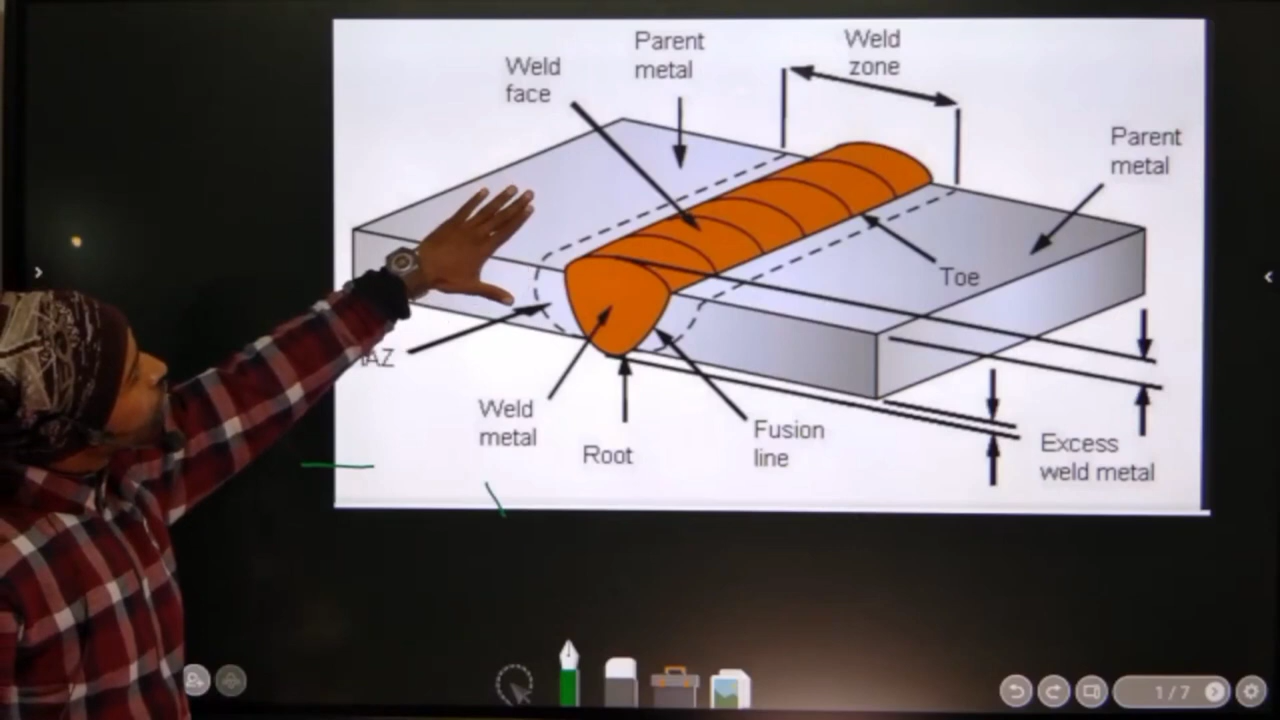 Parent
metal
Weld
zone
Weld
face
Parent
metal
Toe
AZ
Weld
metal
Root
Fusion
line
Excess
weld metal
1 / 7